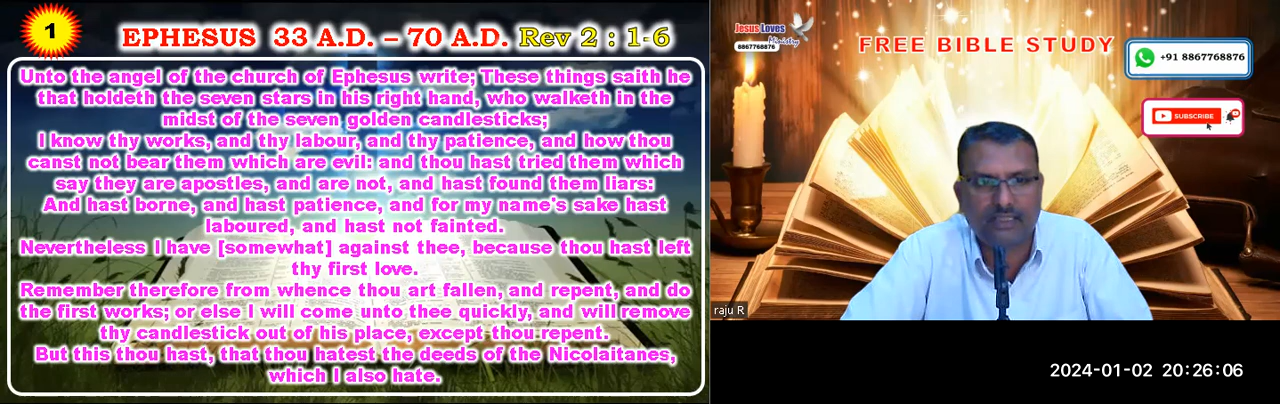 1
EPHESUS 33 A.D. – 70 A.D. Rev 2 : 1-6
Unto the angel of the church of Ephesus write; These things saith he
that holdeth the seven stars in his right hand, who walketh in the
midst of the seven golden candlesticks;
I know thy works, and thy labour, and thy patience, and how thou
canst not bear them which are evil: and thou hast tried them which
say they are apostles, and are not, and hast found them liars:
And hast borne, and hast patience, and for my name's sake hast
laboured, and hast not fainted.
Nevertheless I have [somewhat] against thee, because thou hast left
thy first love.
Remember therefore from whence thou art fallen, and repent, and do
the first works; or else I will come unto thee quickly, and will remove
thy candlestick out of his place, except thou repent.
But this thou hast, that thou hatest the deeds of the Nicolaitanes,
which I also hate.
Jesus Loves
Ministry
8867768876
FREE BIBLE STUDY
+91 8867768876
SUBSCRIBE
raju R
2024-01-02 20:26:06